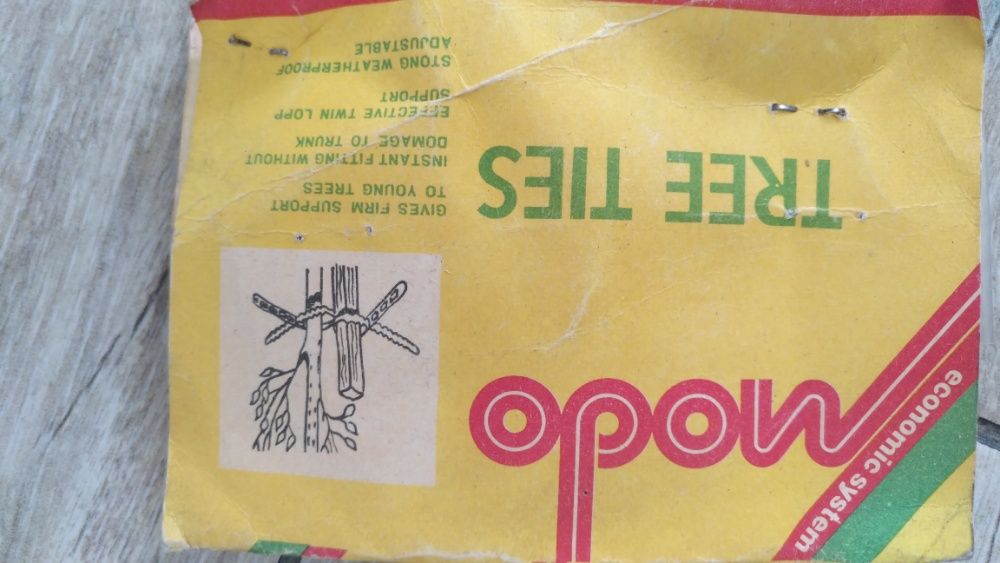 modo
economic system
TREE TIES
GIVES FIRM SUPPORT
TO YOUNG TREES
INSTANT FITTING WITHOUT
DOMAGE TO TRUNK
EFFECTIVE TWIN LOPP
SUPPORT
STONG WEATHERPROOF
ADJUSTABLE